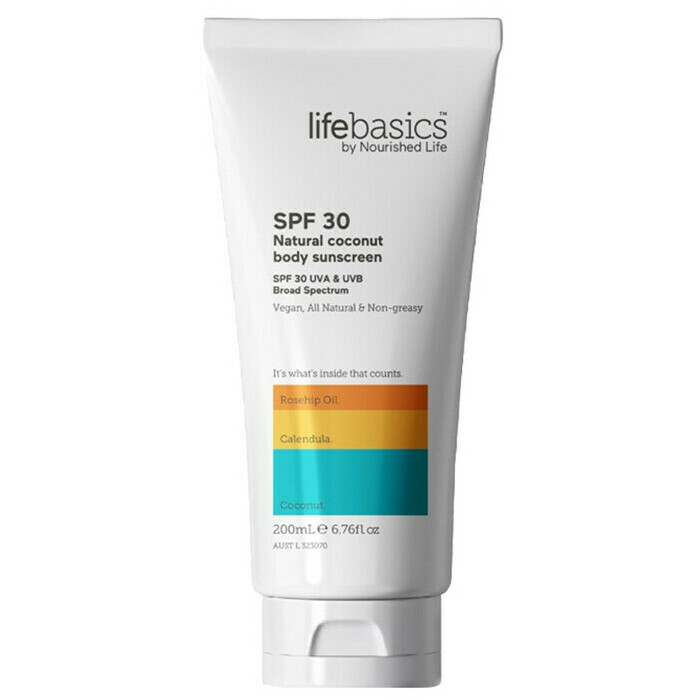 lifebasics™
by Nourished Life
SPF 30
Natural coconut
body sunscreen
SPF 30 UVA & UVB
Broad Spectrum
Vegan, All Natural & Non-greasy
It's what's inside that counts.
Rosehip Oil.
Calendula.
Coconut.
200mL ℮ 6.76fl oz
AUST L 323070